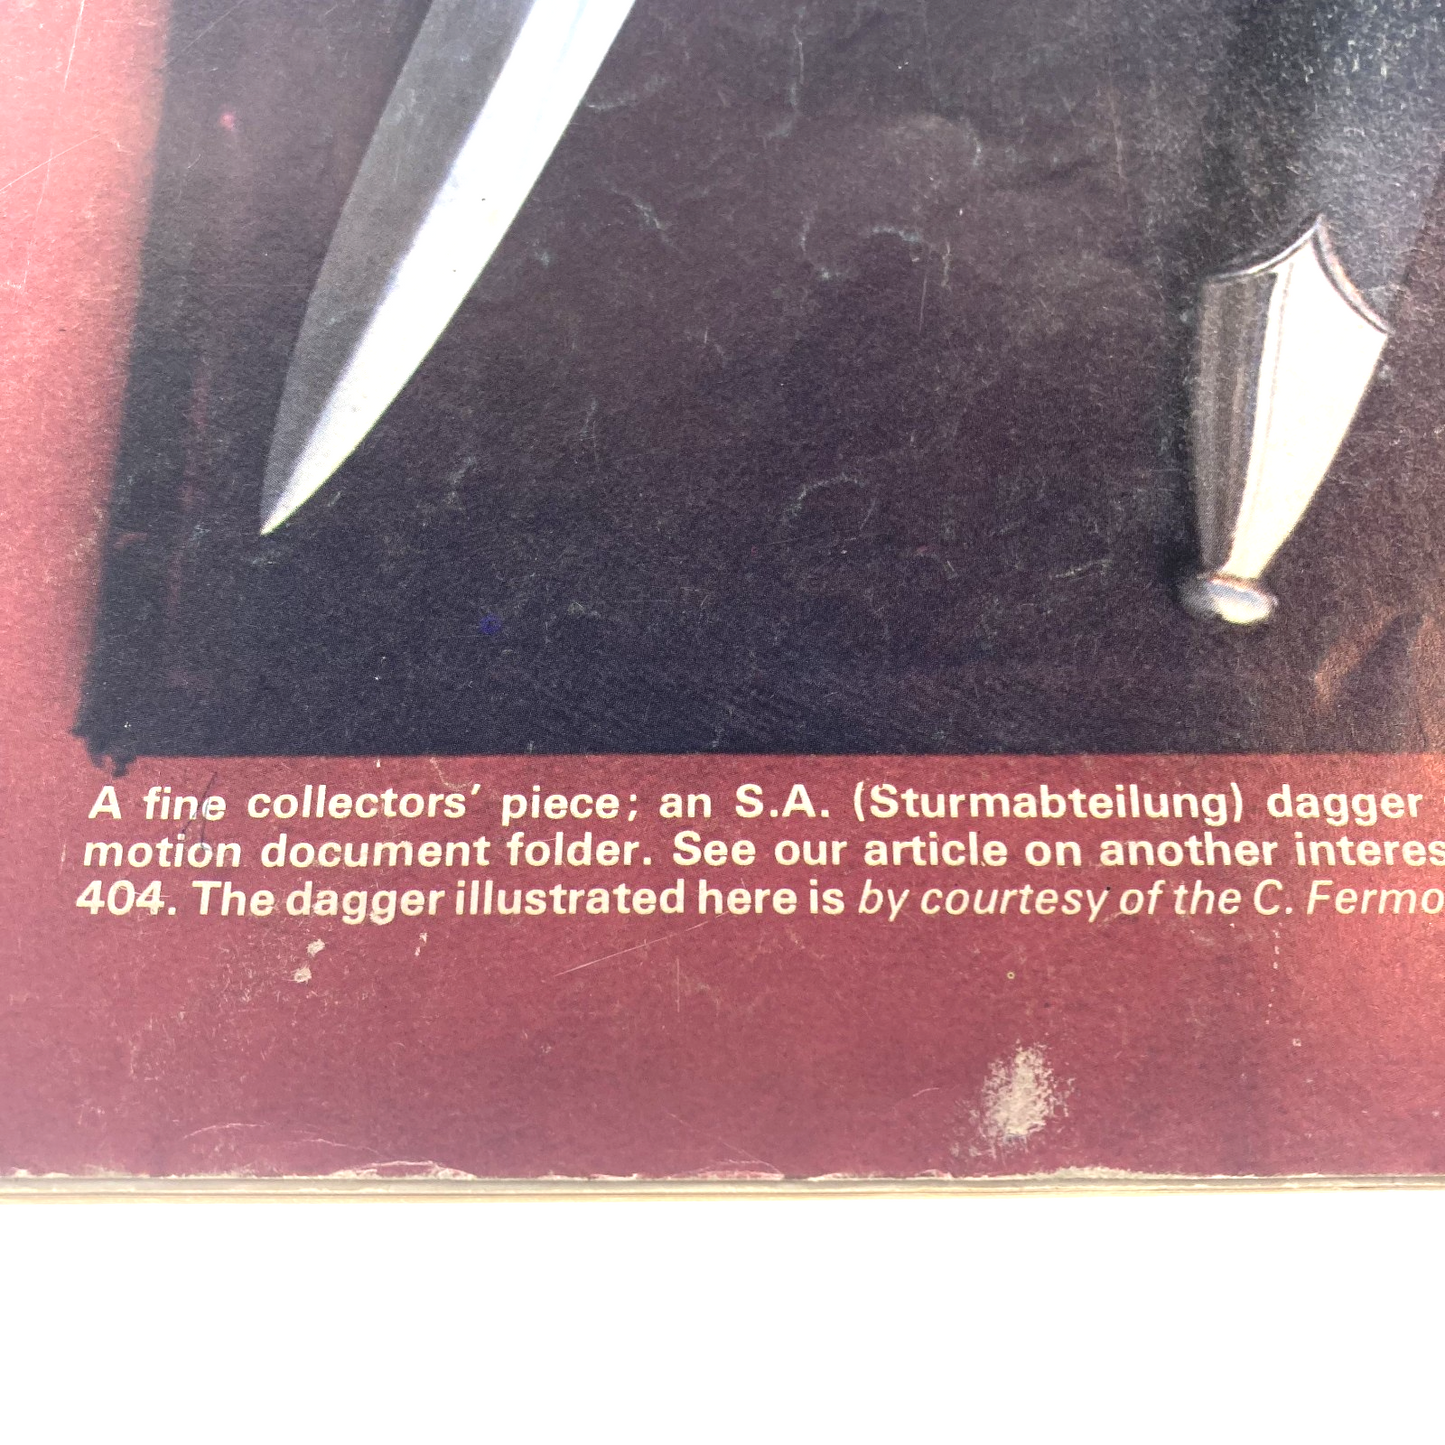 A fine collectors' piece; an S.A. (Sturmabteilung) dagger
motion document folder. See our article on another interes
404. The dagger illustrated here is by courtesy of the C. Fermo